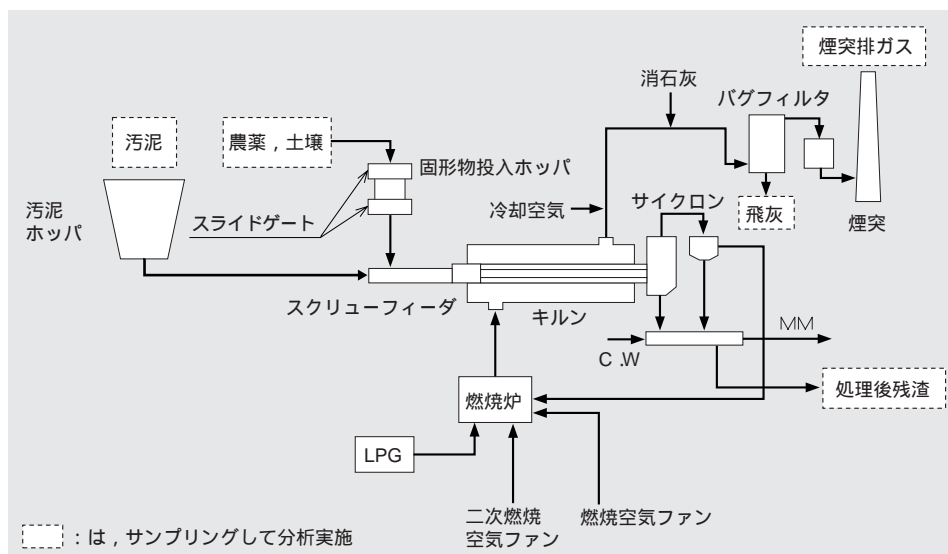 煙突排ガス
消石灰
バグフィルタ
汚泥
農薬，土壌
固形物投入ホッパ
汚泥
ホッパ
スライドゲート
冷却空気
サイクロン
飛灰
煙突
スクリューフィーダ
キルン
MM
C.W
処理後残渣
燃焼炉
LPG
二次燃焼
空気ファン
燃焼空気ファン
：は，サンプリングして分析実施